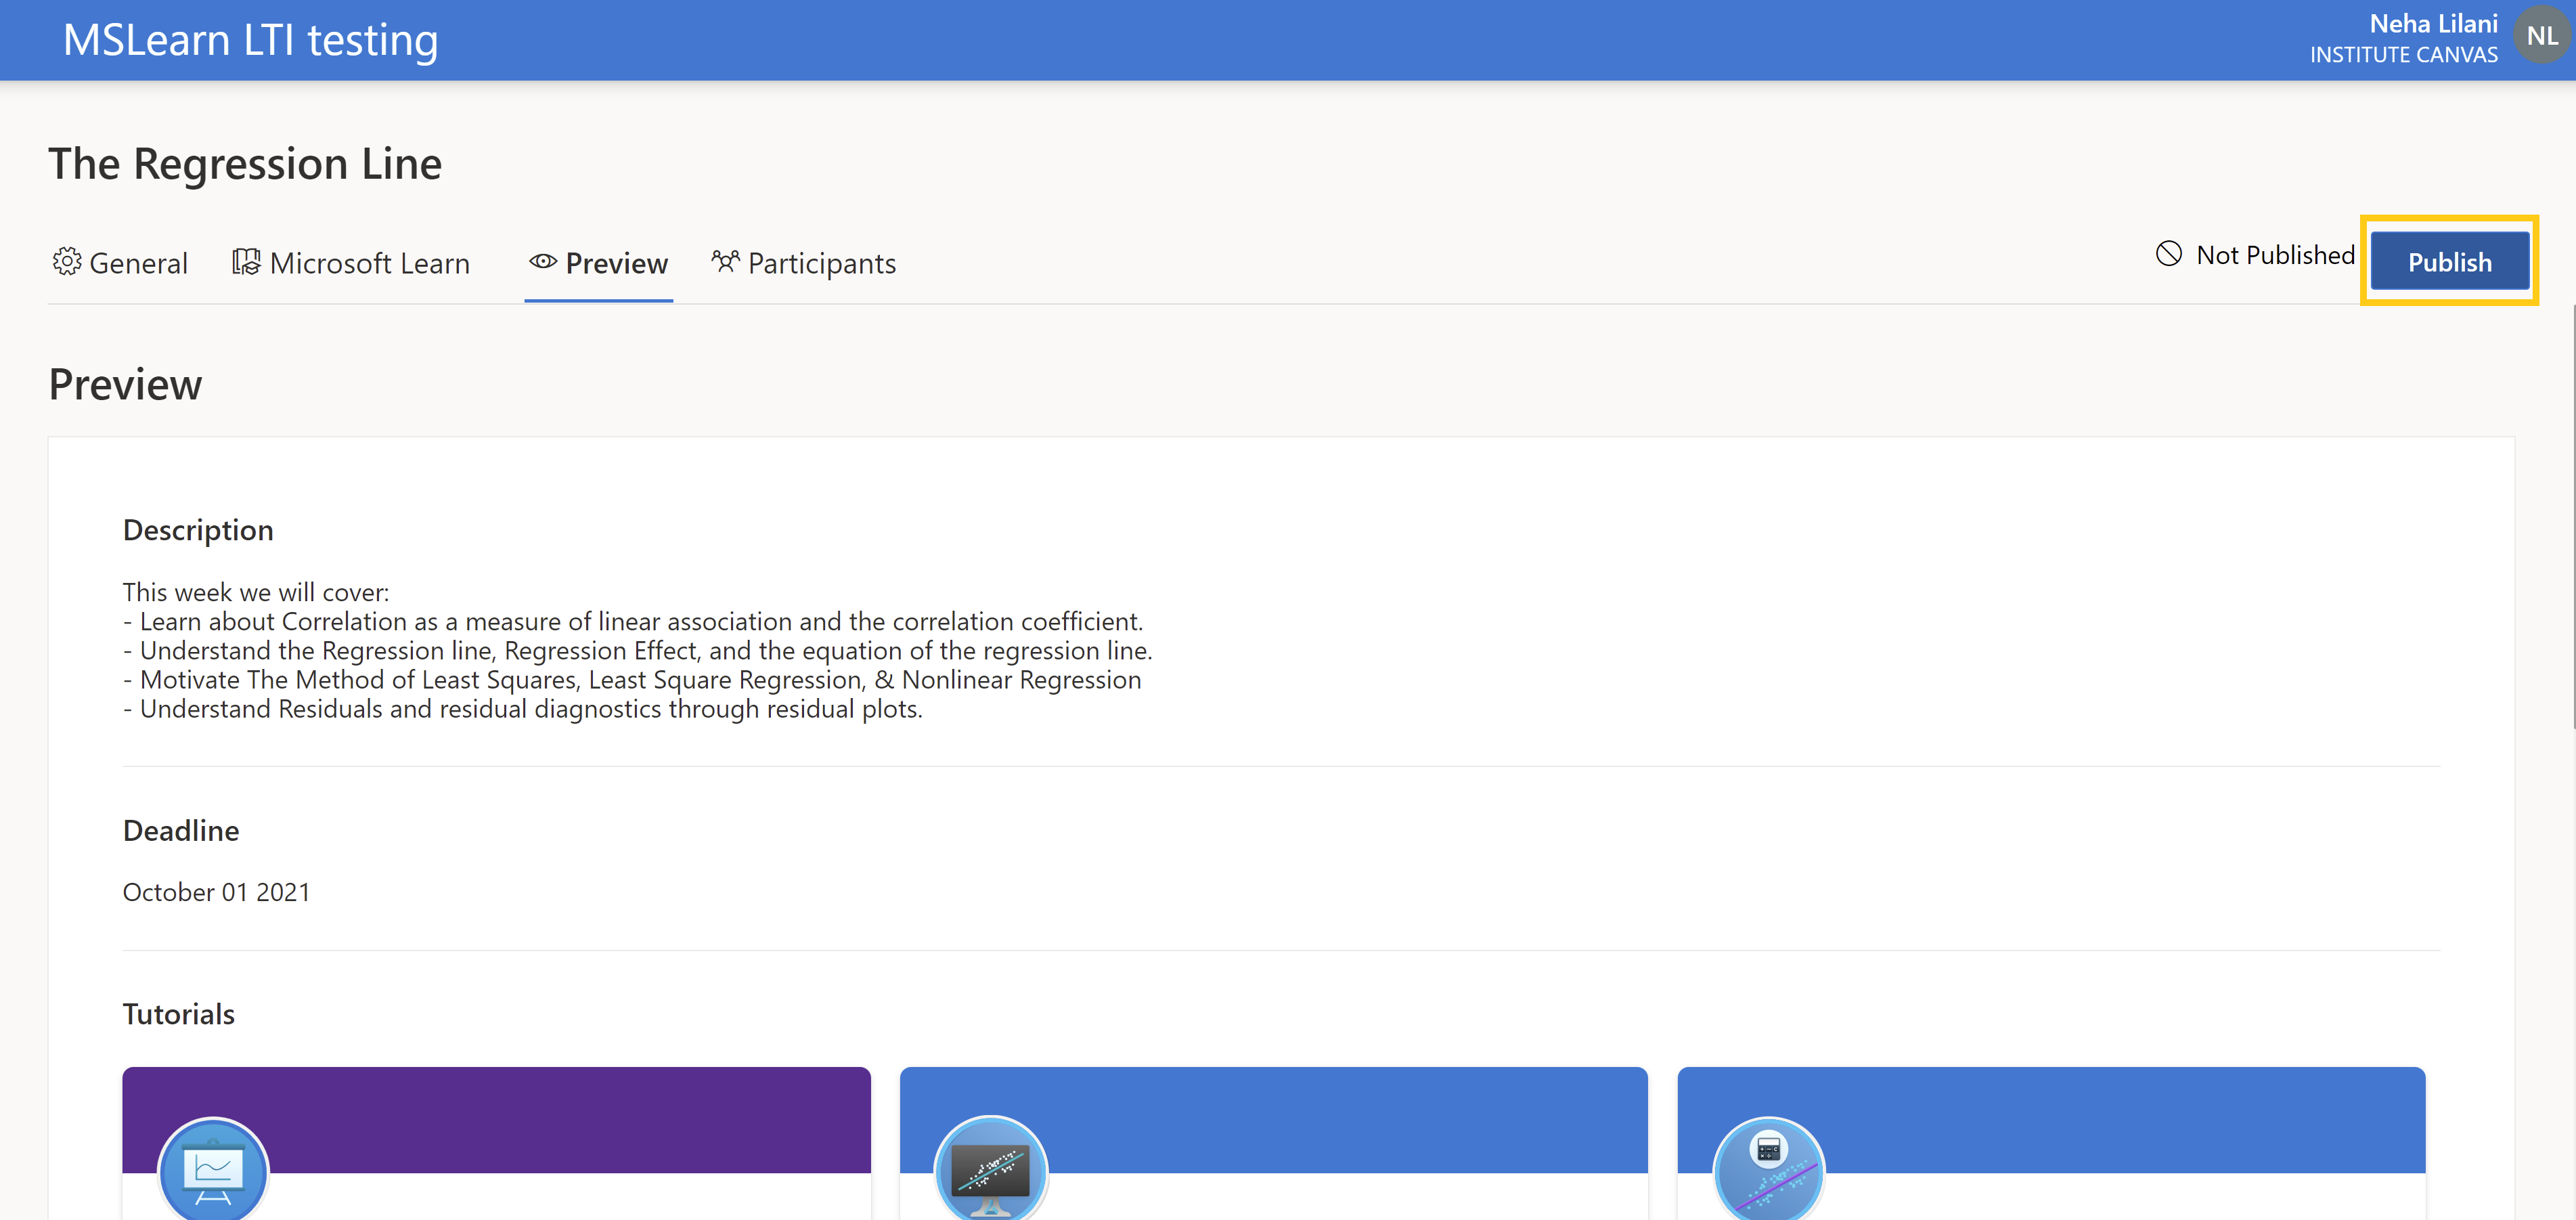 MSLearn LTI testing
Neha Lilani
INSTITUTE CANVAS
NL
The Regression Line
General
Microsoft Learn
Preview
Participants
Not Published
Publish
Preview
Description
This week we will cover:
- Learn about Correlation as a measure of linear association and the correlation coefficient.
- Understand the Regression line, Regression Effect, and the equation of the regression line.
- Motivate The Method of Least Squares, Least Square Regression, & Nonlinear Regression
- Understand Residuals and residual diagnostics through residual plots.
Deadline
October 01 2021
Tutorials